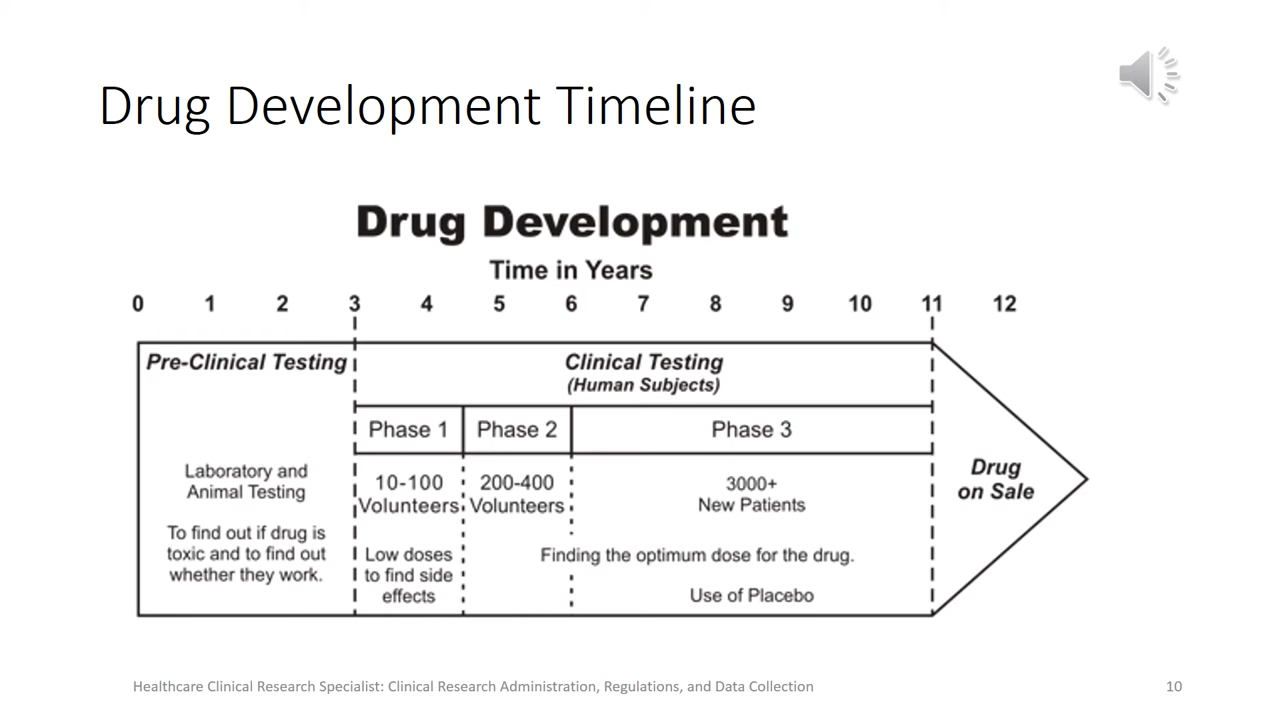 Drug Development Timeline
Drug Development
Time in Years
0 1 2 3 4 5 6 7 8 9 10 11 12
Pre-Clinical Testing
Clinical Testing
(Human Subjects)
Phase 1 Phase 2 Phase 3
Laboratory and
Animal Testing
To find out if drug is
toxic and to find out
whether they work.
10-100
Volunteers
Low doses
to find side
effects
200-400
Volunteers
3000+
New Patients
Finding the optimum dose for the drug.
Use of Placebo
Drug
on Sale
Healthcare Clinical Research Specialist: Clinical Research Administration, Regulations, and Data Collection
10